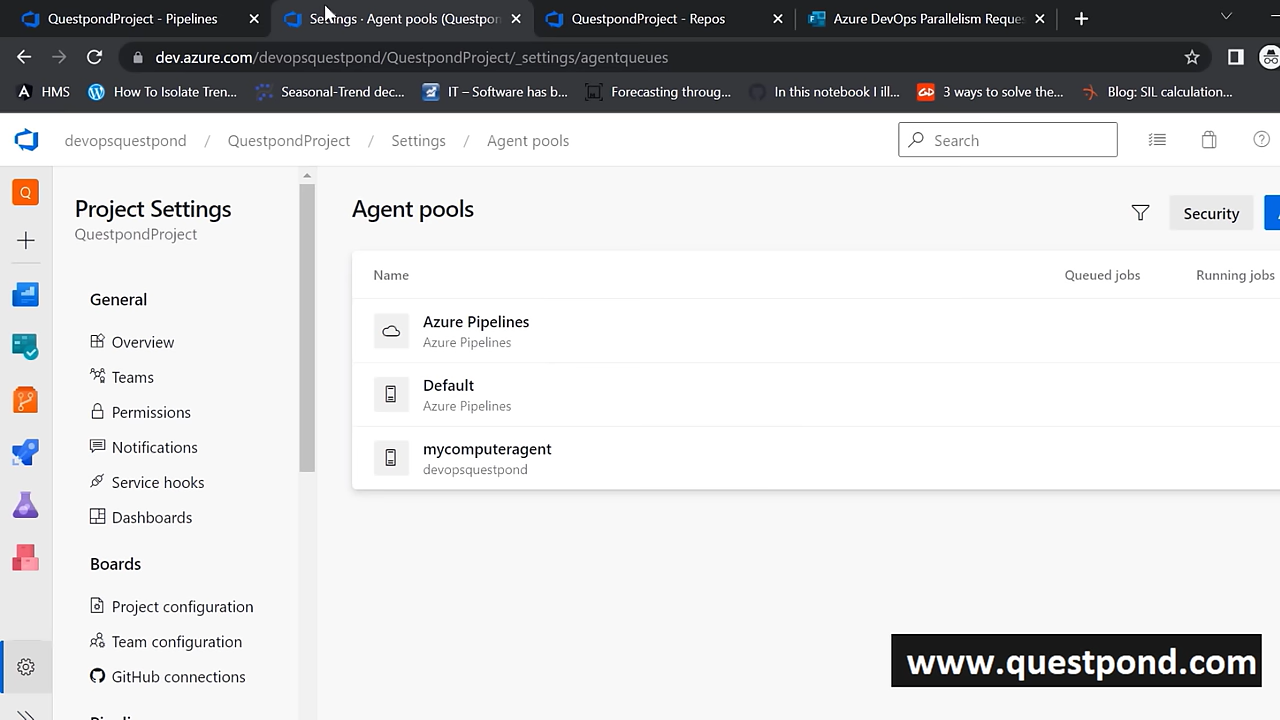 QuestpondProject - Pipelines
Settings · Agent pools (Questpon
QuestpondProject - Repos
Azure DevOps Parallelism Reques
dev.azure.com/devopsquestpond/QuestpondProject/_settings/agentqueues
HMS
How To Isolate Tren...
Seasonal-Trend dec...
IT – Software has b...
Forecasting throug...
In this notebook I ill...
3 ways to solve the...
Blog: SIL calculation...
devopsquestpond / QuestpondProject / Settings / Agent pools
Search
Q
Project Settings
QuestpondProject
General
Overview
Teams
Permissions
Notifications
Service hooks
Dashboards
Boards
Project configuration
Team configuration
GitHub connections
Agent pools
Security
Name Queued jobs Running jobs
Azure Pipelines
Azure Pipelines
Default
Azure Pipelines
mycomputeragent
devopsquestpond
www.questpond.com